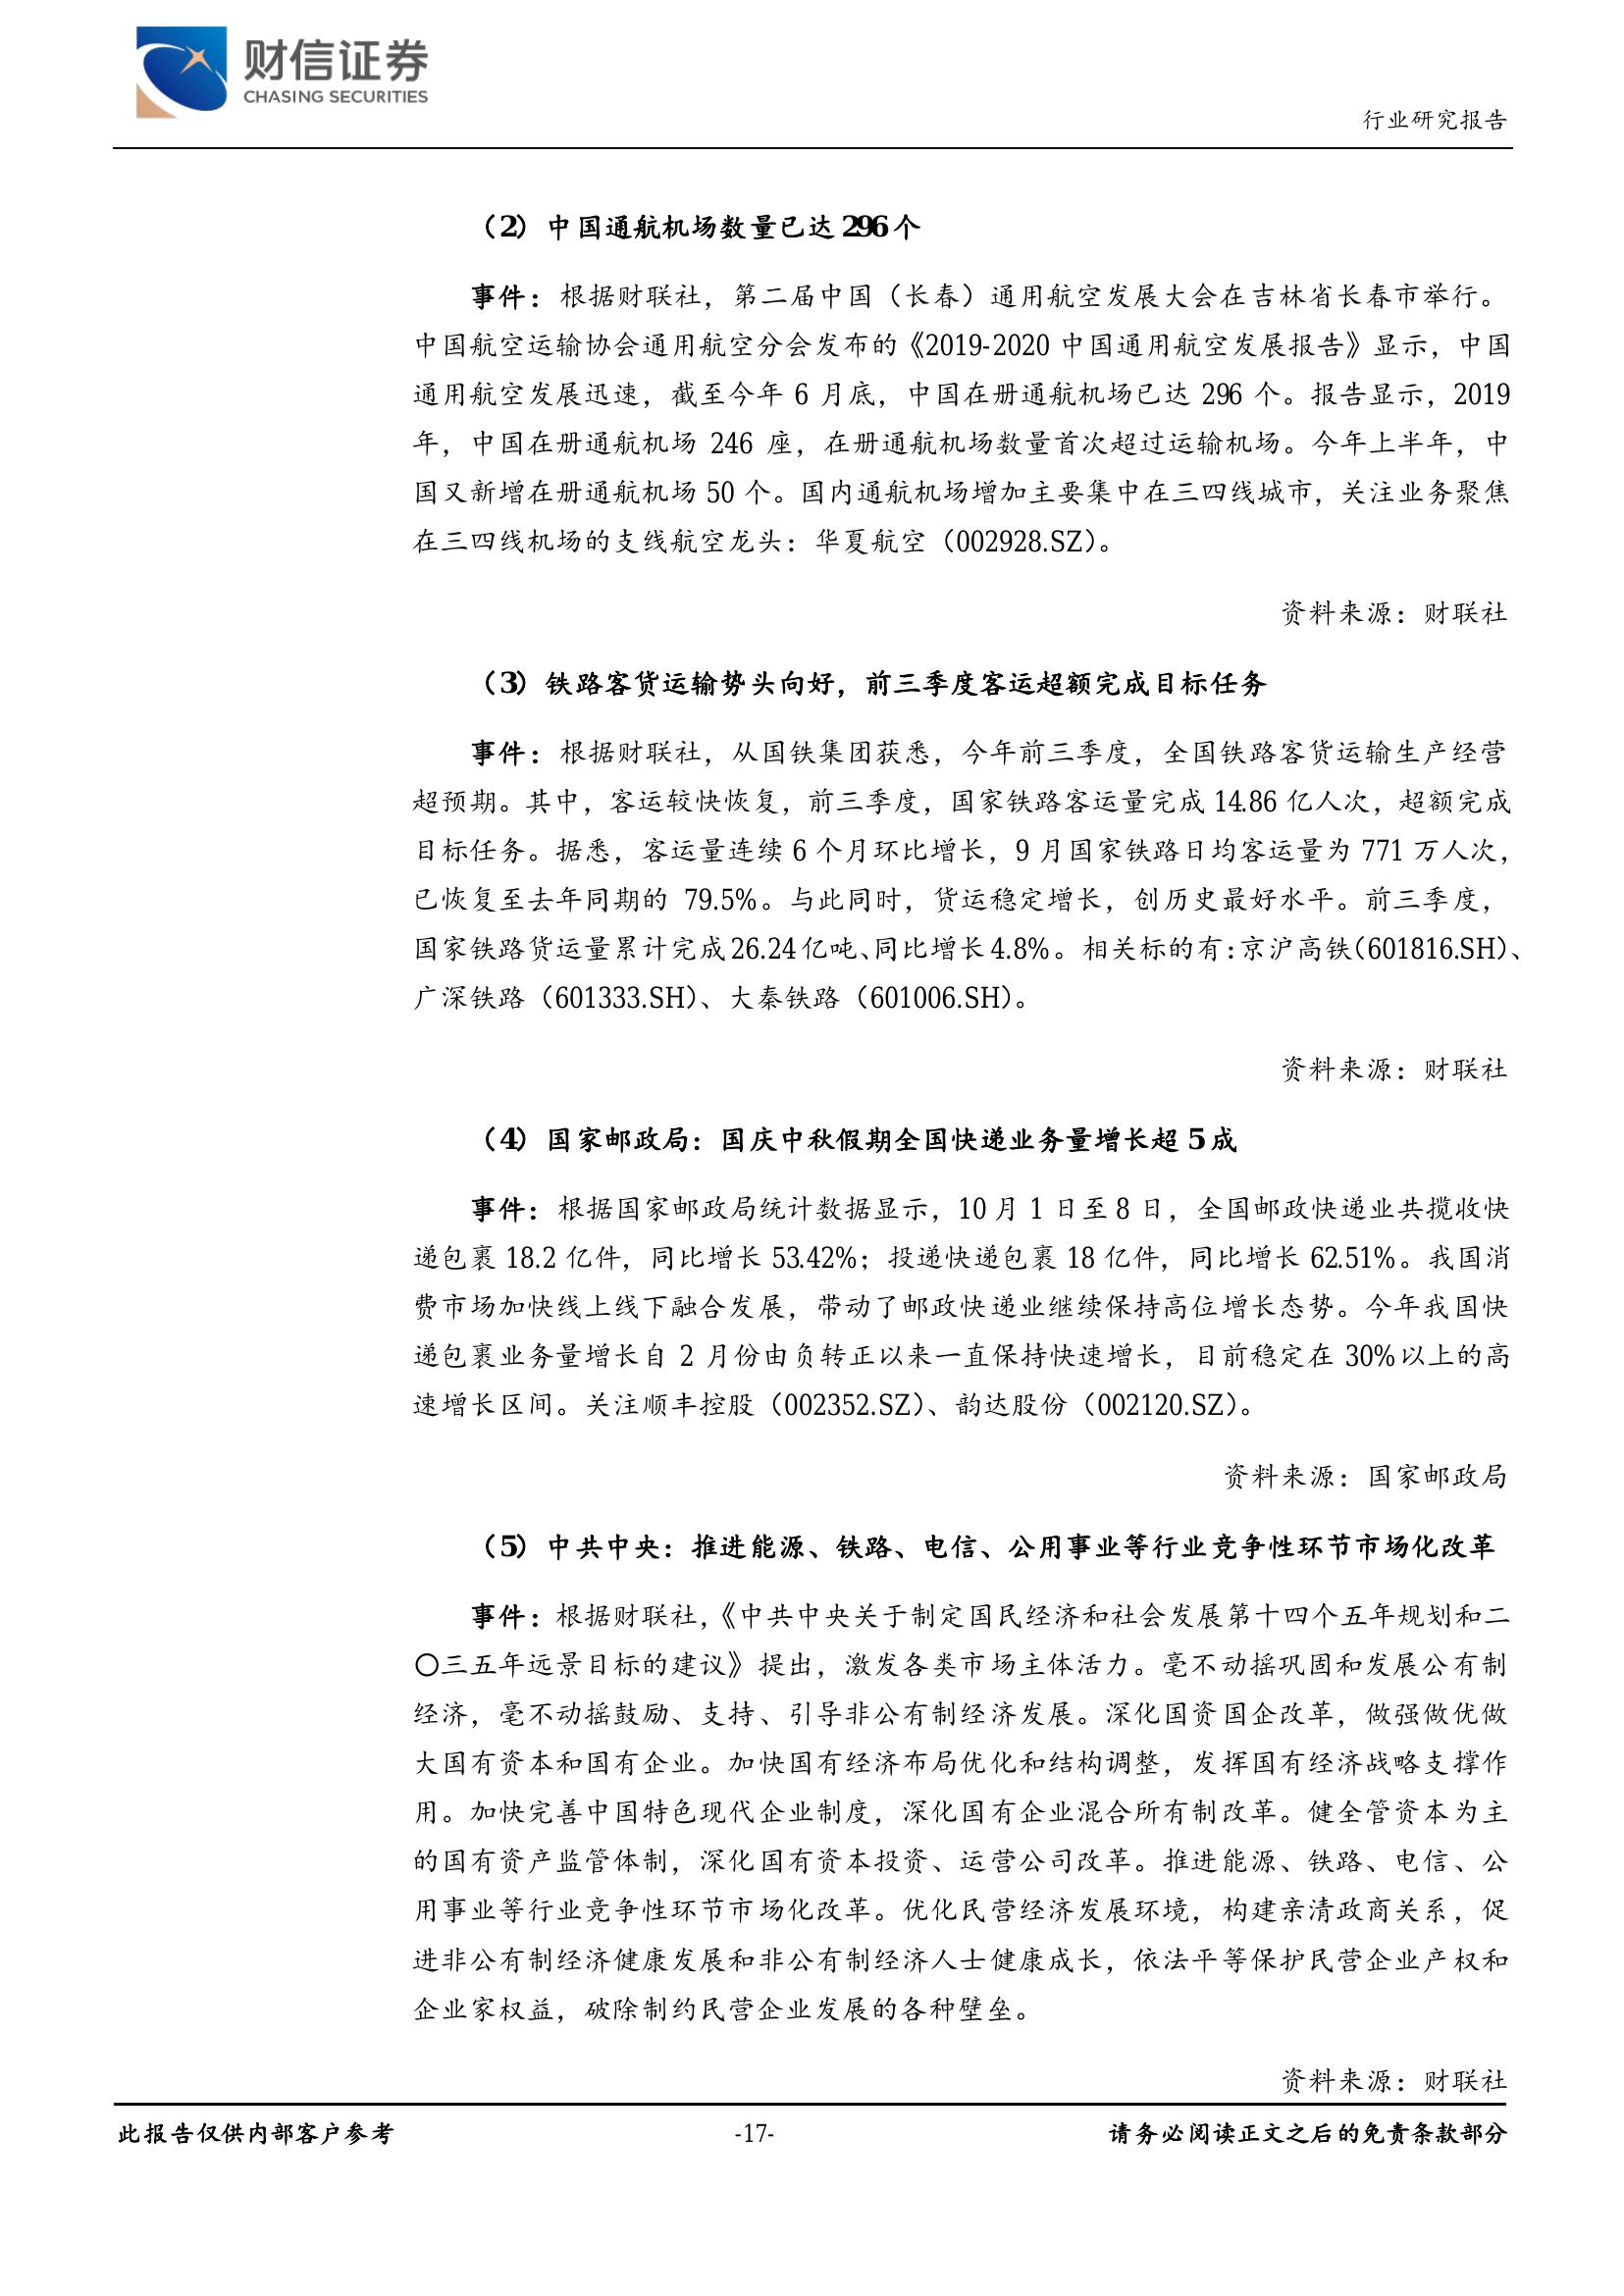 财信证券
CHASING SECURITIES
行业研究报告
（2）中国通航机场数量已达 296 个
事件：根据财联社，第二届中国（长春）通用航空发展大会在吉林省长春市举行。
中国航空运输协会通用航空分会发布的《2019-2020 中国通用航空发展报告》显示，中国
通用航空发展迅速，截至今年 6 月底，中国在册通航机场已达 296 个。报告显示，2019
年，中国在册通航机场 246 座，在册通航机场数量首次超过运输机场。今年上半年，中
国又新增在册通航机场 50 个。国内通航机场增加主要集中在三四线城市，关注业务聚焦
在三四线机场的支线航空龙头：华夏航空（002928.SZ）。
资料来源：财联社
（3）铁路客货运输势头向好，前三季度客运超额完成目标任务
事件：根据财联社，从国铁集团获悉，今年前三季度，全国铁路客货运输生产经营
超预期。其中，客运较快恢复，前三季度，国家铁路客运量完成 14.86 亿人次，超额完成
目标任务。据悉，客运量连续 6 个月环比增长，9 月国家铁路日均客运量为 771 万人次，
已恢复至去年同期的 79.5%。与此同时，货运稳定增长，创历史最好水平。前三季度，
国家铁路货运量累计完成 26.24 亿吨、同比增长 4.8%。相关标的有：京沪高铁（601816.SH）、
广深铁路（601333.SH）、大秦铁路（601006.SH）。
资料来源：财联社
（4）国家邮政局：国庆中秋假期全国快递业务量增长超 5 成
事件：根据国家邮政局统计数据显示，10 月 1 日至 8 日，全国邮政快递业共揽收快
递包裹 18.2 亿件，同比增长 53.42%；投递快递包裹 18 亿件，同比增长 62.51%。我国消
费市场加快线上线下融合发展，带动了邮政快递业继续保持高位增长态势。今年我国快
递包裹业务量增长自 2 月份由负转正以来一直保持快速增长，目前稳定在 30%以上的高
速增长区间。关注顺丰控股（002352.SZ）、韵达股份（002120.SZ）。
资料来源：国家邮政局
（5）中共中央：推进能源、铁路、电信、公用事业等行业竞争性环节市场化改革
事件：根据财联社，《中共中央关于制定国民经济和社会发展第十四个五年规划和二
〇三五年远景目标的建议》提出，激发各类市场主体活力。毫不动摇巩固和发展公有制
经济，毫不动摇鼓励、支持、引导非公有制经济发展。深化国资国企改革，做强做优做
大国有资本和国有企业。加快国有经济布局优化和结构调整，发挥国有经济战略支撑作
用。加快完善中国特色现代企业制度，深化国有企业混合所有制改革。健全管资本为主
的国有资产监管体制，深化国有资本投资、运营公司改革。推进能源、铁路、电信、公
用事业等行业竞争性环节市场化改革。优化民营经济发展环境，构建亲清政商关系，促
进非公有制经济健康发展和非公有制经济人士健康成长，依法平等保护民营企业产权和
企业家权益，破除制约民营企业发展的各种壁垒。
资料来源：财联社
此报告仅供内部客户参考
-17-
请务必阅读正文之后的免责条款部分